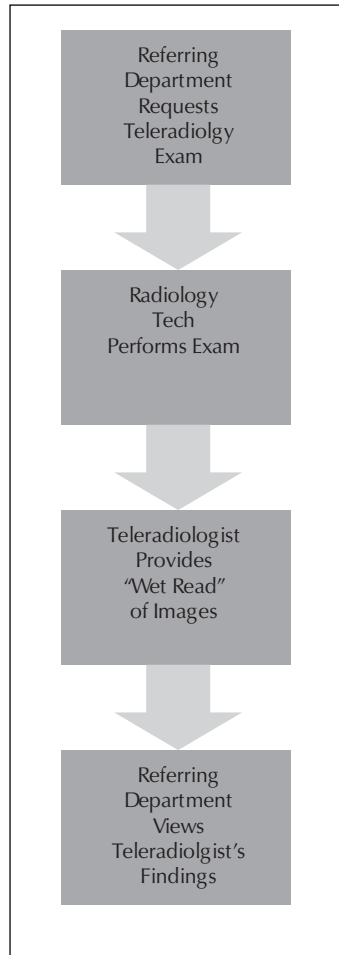 Referring
Department
Requests
Teleradiolgy
Exam
Radiology
Tech
Performs Exam
Teleradiologist
Provides
“Wet Read”
of Images
Referring
Department
Views
Teleradiolgist’s
Findings